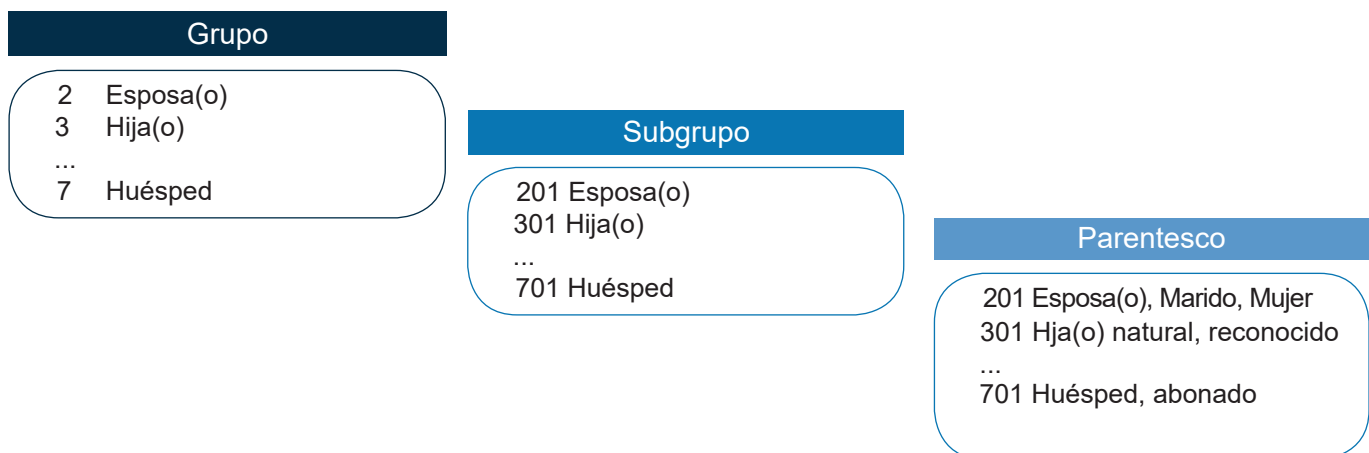 Grupo
2 Esposa(o)
3 Hija(o)
...
7 Huésped
Subgrupo
201 Esposa(o)
301 Hija(o)
...
701 Huésped
Parentesco
201 Esposa(o), Marido, Mujer
301 Hja(o) natural, reconocido
...
701 Huésped, abonado